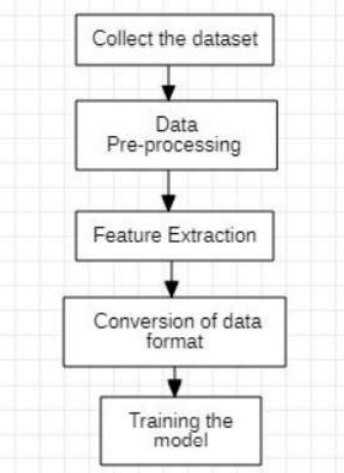 Collect the dataset
Data
Pre-processing
Feature Extraction
Conversion of data
format
Training the
model